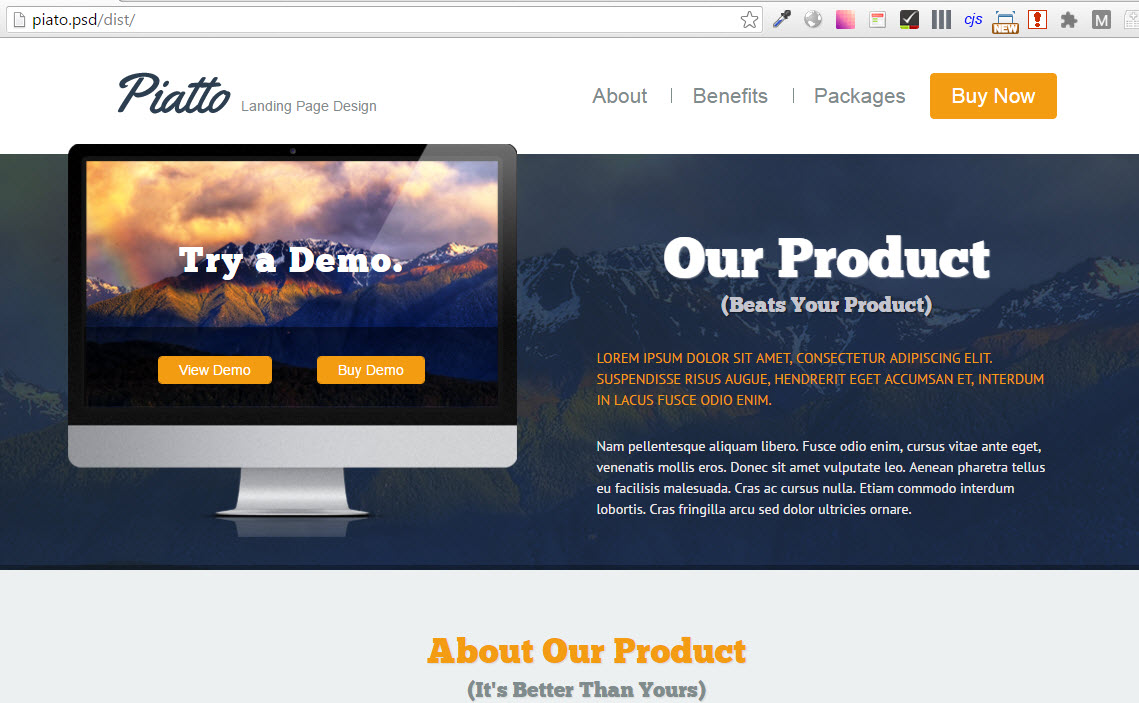 piato.psd/dist/
cjs
NEW
M
Piatto Landing Page Design
About
Benefits
Packages
Buy Now
Try a Demo.
View Demo
Buy Demo
Our Product
(Beats Your Product)
LOREM IPSUM DOLOR SIT AMET, CONSECTETUR ADIPISCING ELIT.
SUSPENDISSE RISUS AUGUE, HENDRERIT EGET ACCUMSAN ET, INTERDUM
IN LACUS FUSCE ODIO ENIM.
Nam pellentesque aliquam libero. Fusce odio enim, cursus vitae ante eget,
venenatis mollis eros. Donec sit amet vulputate leo. Aenean pharetra tellus
eu facilisis malesuada. Cras ac cursus nulla. Etiam commodo interdum
lobortis. Cras fringilla arcu sed dolor ultricies ornare.
About Our Product
(It's Better Than Yours)